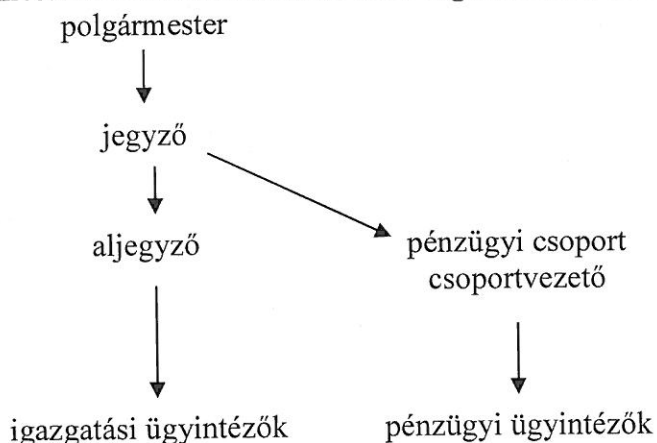 polgármester
jegyző
aljegyző
pénzügyi csoport
csoportvezető
igazgatási ügyintézők
pénzügyi ügyintézők